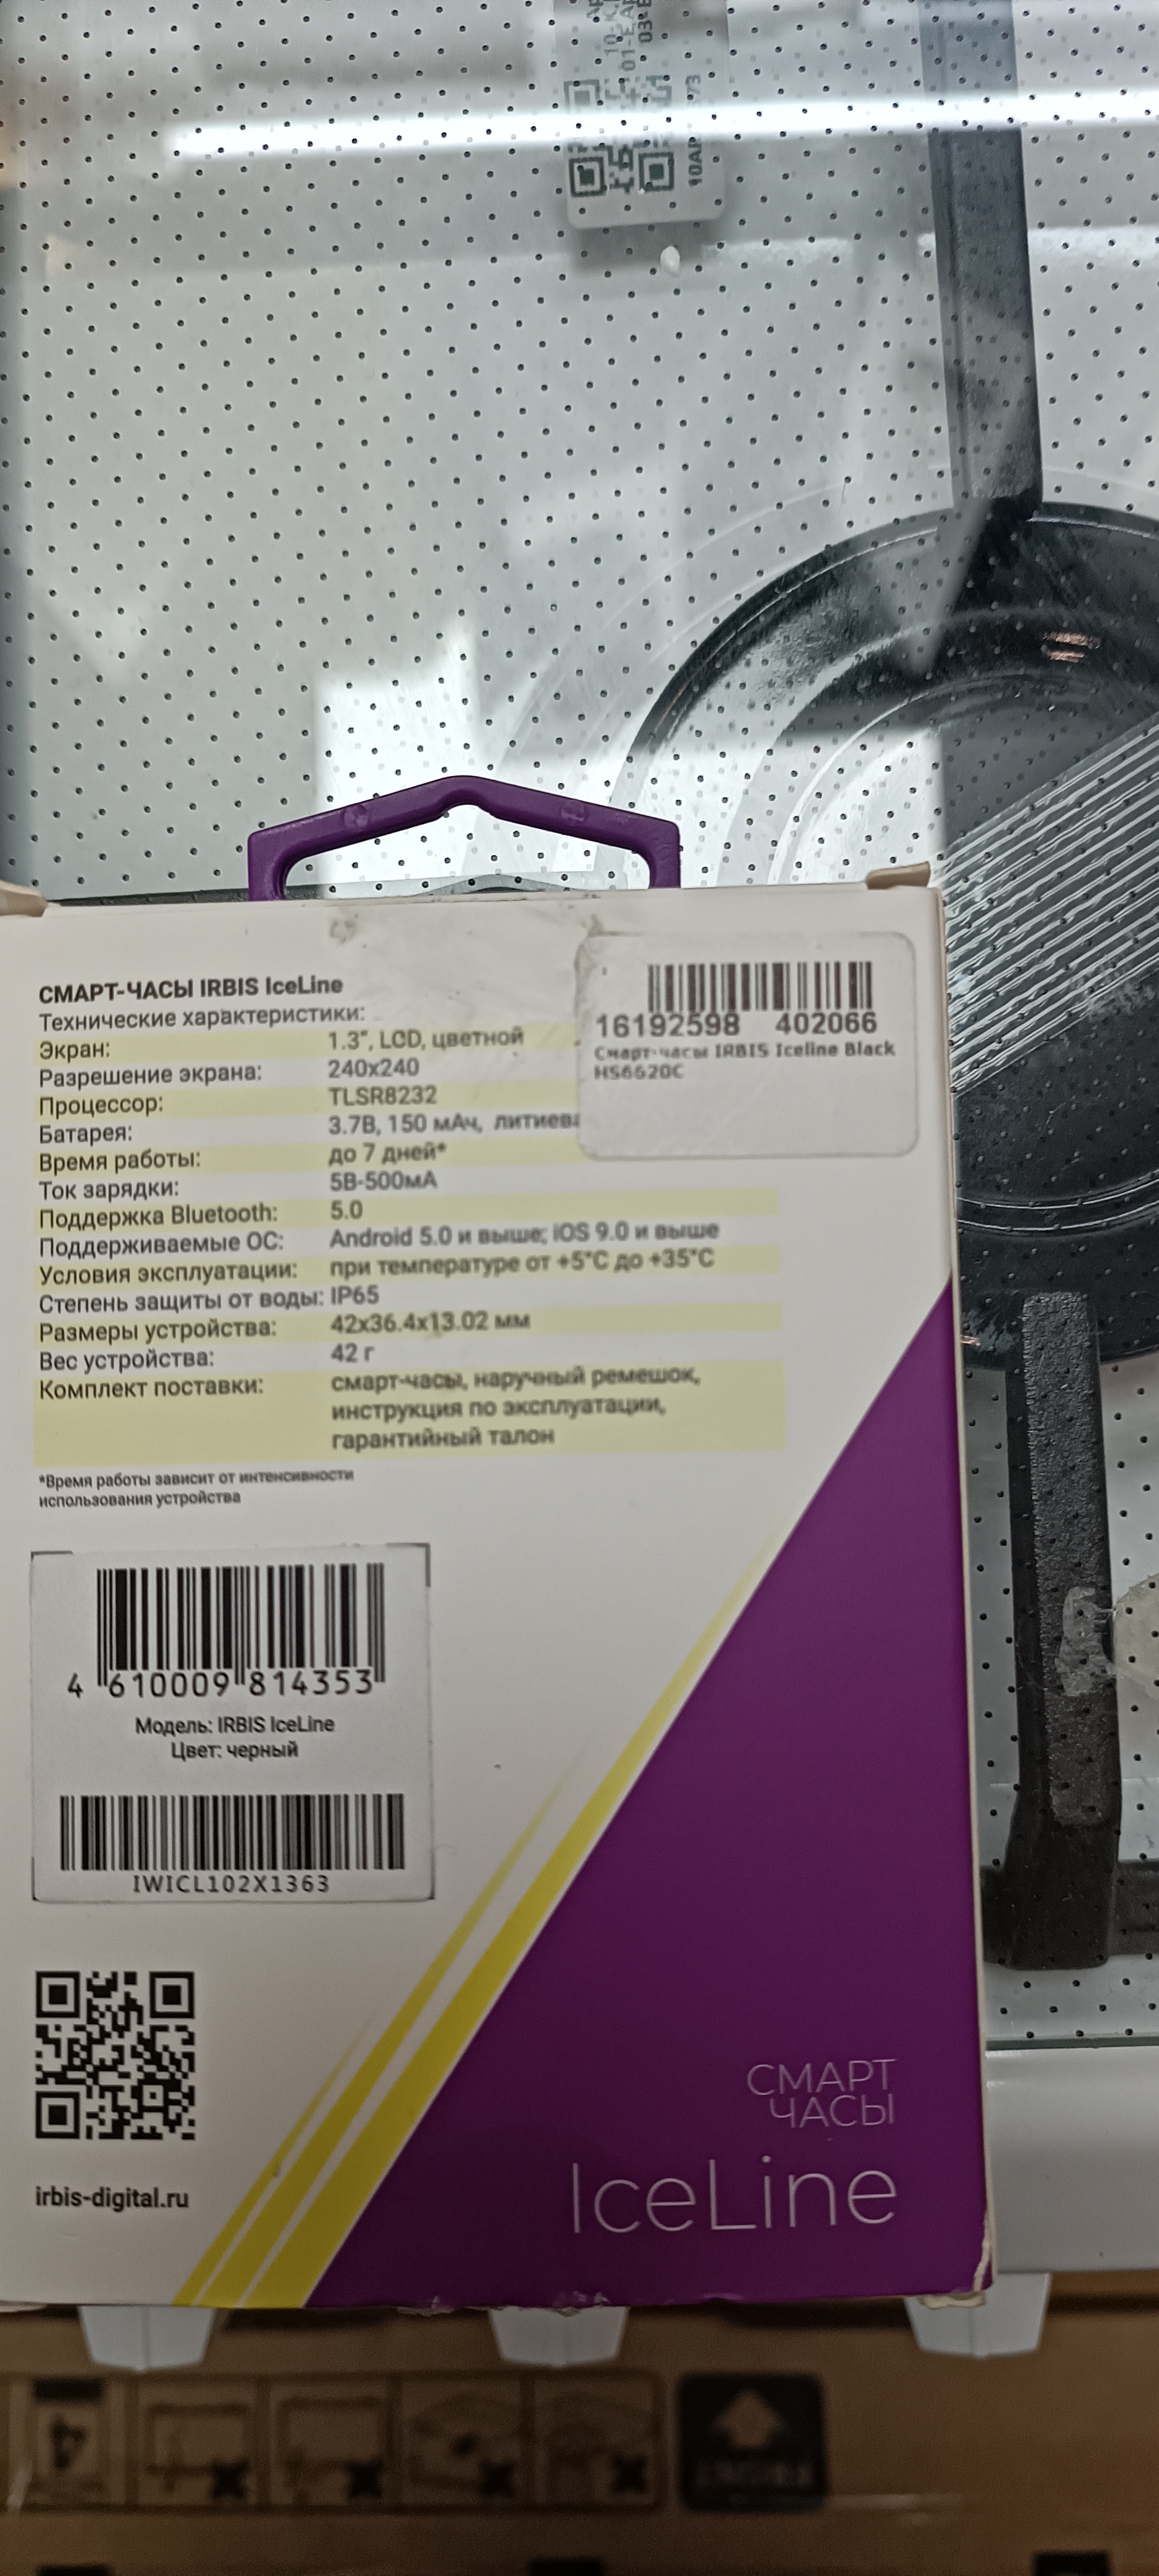 СМАРТ-ЧАСЫ IRBIS IceLine
Технические характеристики:
Экран: 1.3", LCD, цветной
Разрешение экрана: 240x240
Процессор: TLSR8232
Батарея: 3.7В, 150 мАч,
Время работы: до 7 дней*
Ток зарядки: 5В-500мА
Поддержка Bluetooth: 5.0
Поддерживаемые ОС: Android 5.0 и выше; iOS 9.0 и выше
Условия эксплуатации: при температуре от +5°C до +35°C
Степень защиты от воды: IP65
Размеры устройства: 42x36.4x13.02 мм
Вес устройства: 42 г
Комплект поставки: смарт-часы, наручный ремешок,
инструкция по эксплуатации,
гарантийный талон
*Время работы зависит от интенсивности
использования устройства
16192598 402066
Смарт-часы IRBIS Iceline Black
HS6620C
4 610009 814353
Модель: IRBIS IceLine
Цвет: черный
IWICL102X1363
irbis-digital.ru
СМАРТ
ЧАСЫ
IceLine